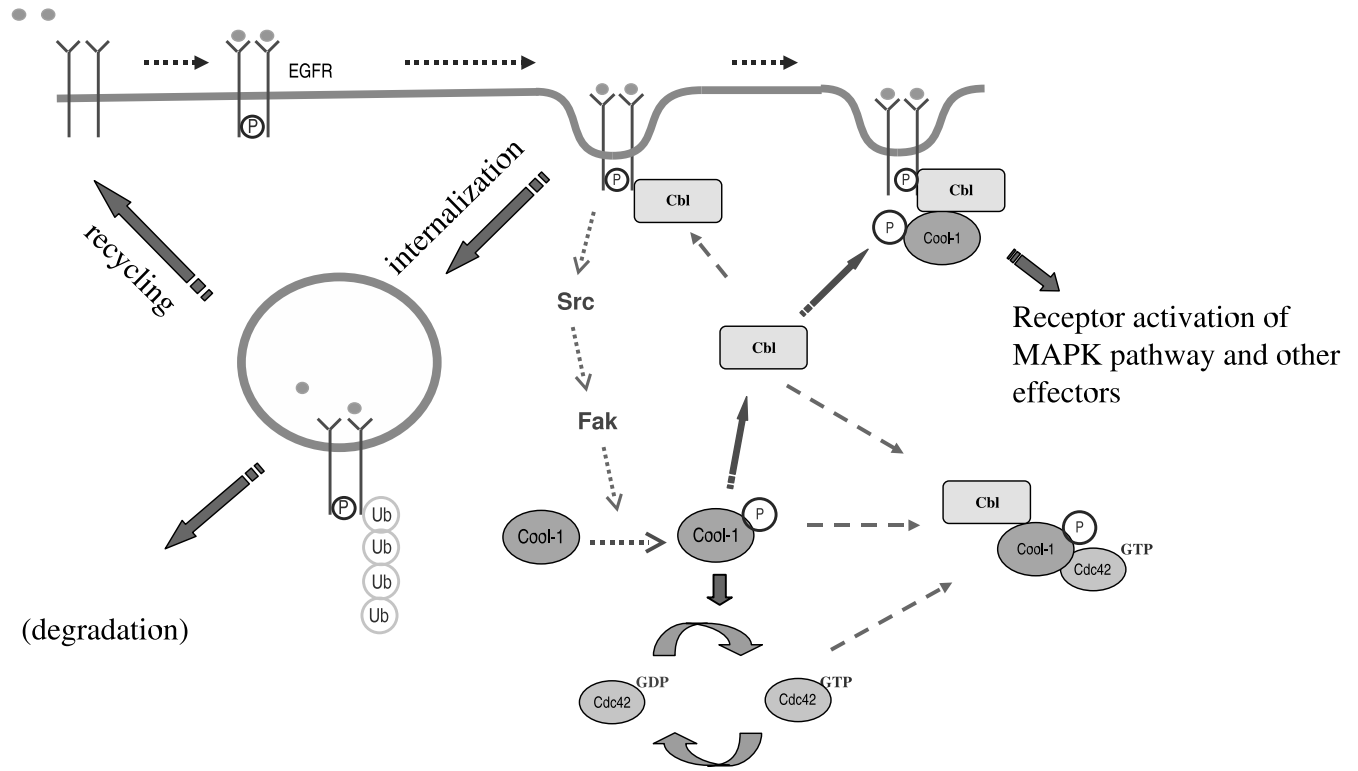 EGFR
P
P
Cbl
P
Cbl
P
Cool-1
internalization
recycling
Src
Cbl
Receptor activation of
MAPK pathway and other
effectors
Fak
P
Ub
Ub
Ub
Ub
Cool-1
Cool-1
P
Cbl
Cool-1
P
Cdc42
GTP
(degradation)
Cdc42
GDP
Cdc42
GTP